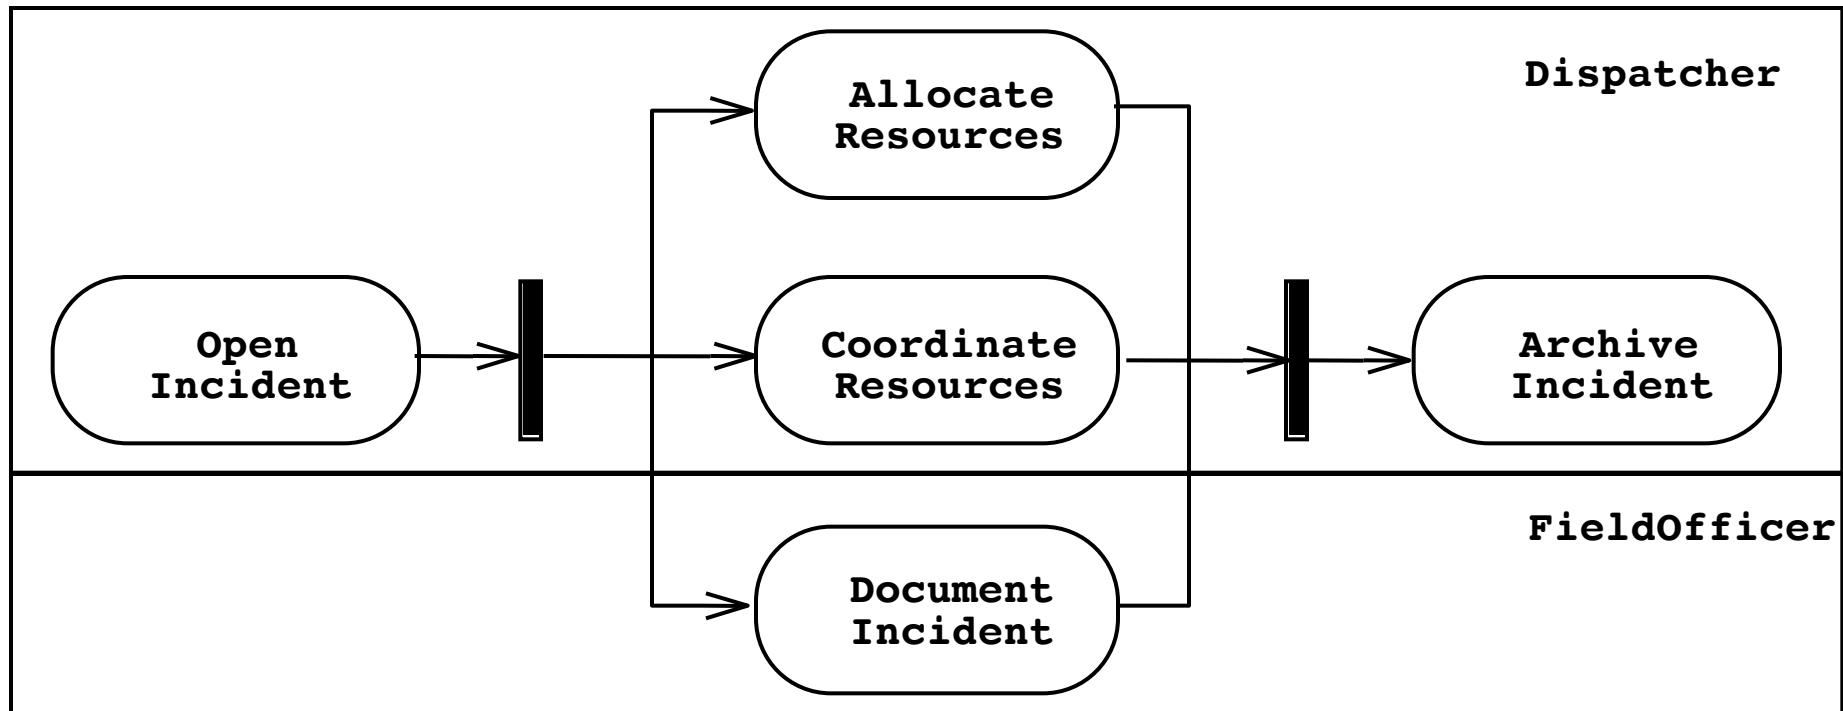 Dispatcher
Allocate
Resources
Open
Incident
Coordinate
Resources
Archive
Incident
FieldOfficer
Document
Incident